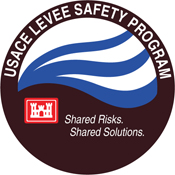 USACE LEVEE SAFETY PROGRAM
Shared Risks.
Shared Solutions.